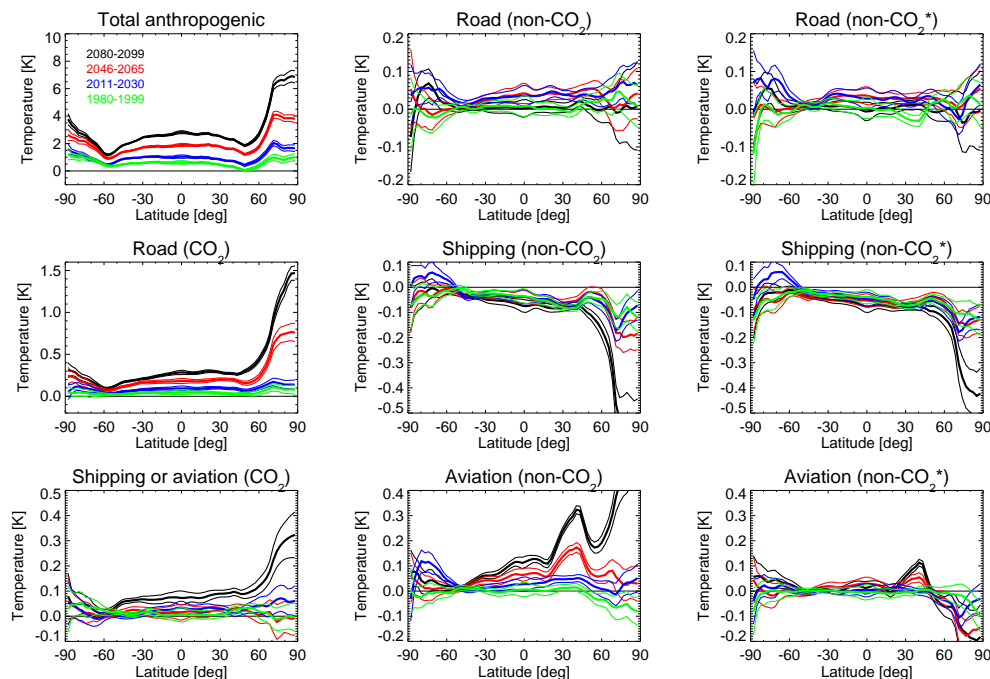 Total anthropogenic
Temperature [K]
10
8
6
4
2
0
2080-2099
2046-2065
2011-2030
1980-1999
-90 -60 -30 0 30 60 90
Latitude [deg]
Road (non-CO2)
Temperature [K]
0.2
0.1
0.0
-0.1
-0.2
-90 -60 -30 0 30 60 90
Latitude [deg]
Road (non-CO2*)
Temperature [K]
0.2
0.1
0.0
-0.1
-0.2
-90 -60 -30 0 30 60 90
Latitude [deg]
Road (CO2)
Temperature [K]
1.5
1.0
0.5
0.0
-90 -60 -30 0 30 60 90
Latitude [deg]
Shipping (non-CO2)
Temperature [K]
0.1
0.0
-0.1
-0.2
-0.3
-0.4
-0.5
-90 -60 -30 0 30 60 90
Latitude [deg]
Shipping (non-CO2*)
Temperature [K]
0.1
0.0
-0.1
-0.2
-0.3
-0.4
-0.5
-90 -60 -30 0 30 60 90
Latitude [deg]
Shipping or aviation (CO2)
Temperature [K]
0.5
0.4
0.3
0.2
0.1
0.0
-0.1
-90 -60 -30 0 30 60 90
Latitude [deg]
Aviation (non-CO2)
Temperature [K]
0.4
0.3
0.2
0.1
0.0
-0.1
-0.2
-90 -60 -30 0 30 60 90
Latitude [deg]
Aviation (non-CO2*)
Temperature [K]
0.4
0.3
0.2
0.1
0.0
-0.1
-0.2
-90 -60 -30 0 30 60 90
Latitude [deg]